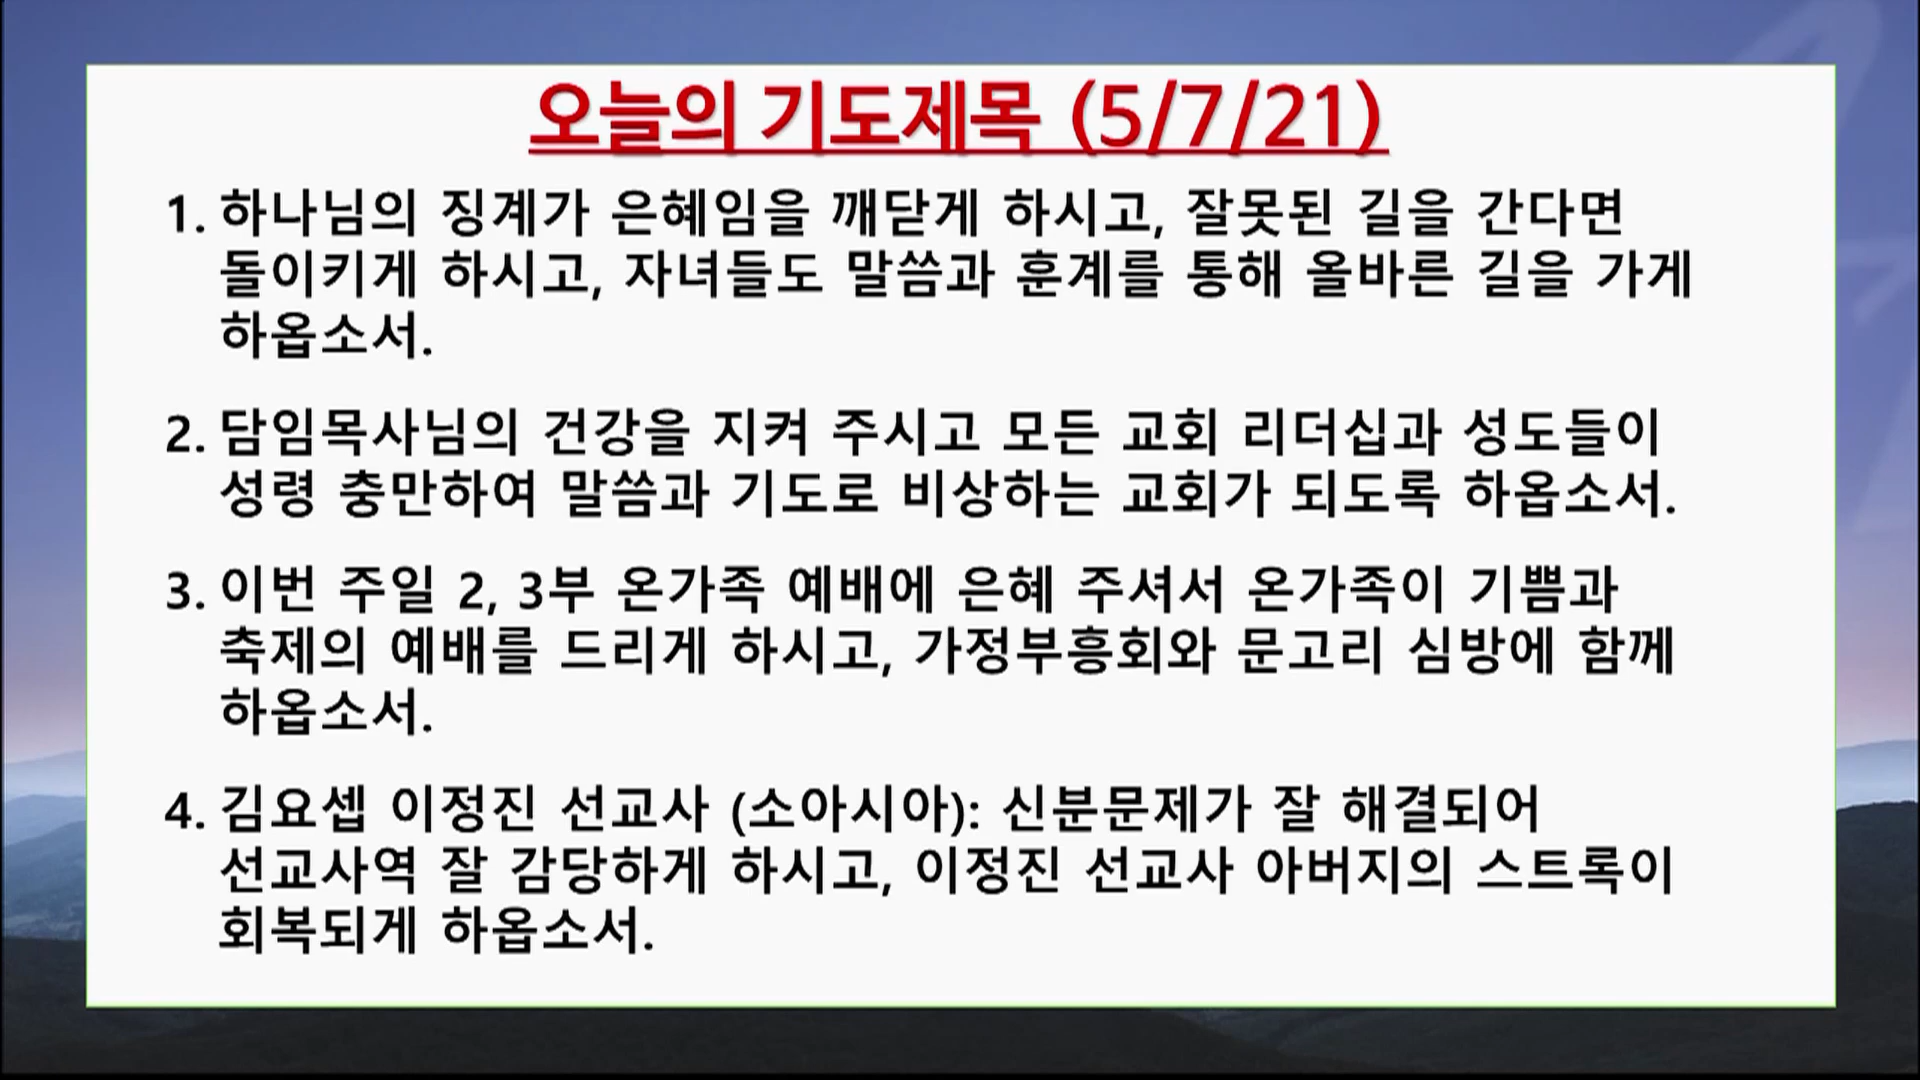 오늘의 기도제목 (5/7/21)
1. 하나님의 징계가 은혜임을 깨닫게 하시고, 잘못된 길을 간다면
돌이키게 하시고, 자녀들도 말씀과 훈계를 통해 올바른 길을 가게
하옵소서.
2. 담임목사님의 건강을 지켜 주시고 모든 교회 리더십과 성도들이
성령 충만하여 말씀과 기도로 비상하는 교회가 되도록 하옵소서.
3. 이번 주일 2, 3부 온가족 예배에 은혜 주셔서 온가족이 기쁨과
축제의 예배를 드리게 하시고, 가정부흥회와 문고리 심방에 함께
하옵소서.
4. 김요셉 이정진 선교사 (소아시아): 신분문제가 잘 해결되어
선교사역 잘 감당하게 하시고, 이정진 선교사 아버지의 스트록이
회복되게 하옵소서.